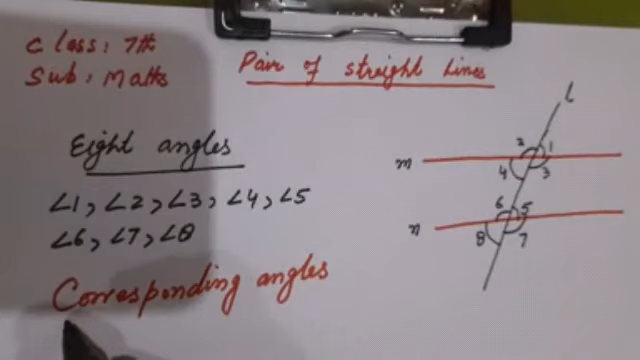 Class: 7th
Sub: Maths
Pair of straight Lines
Eight angles
∠1, ∠2, ∠3, ∠4, ∠5
∠6, ∠7, ∠8
Corresponding angles
l
m
2 1
4 3
n
6 5
8 7